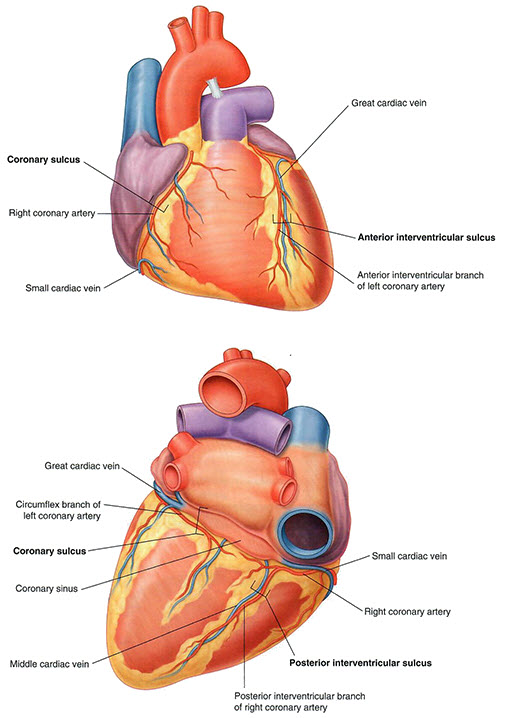 Great cardiac vein
Coronary sulcus
Right coronary artery
Anterior interventricular sulcus
Anterior interventricular branch
of left coronary artery
Small cardiac vein
Great cardiac vein
Circumflex branch of
left coronary artery
Coronary sulcus
Small cardiac vein
Coronary sinus
Right coronary artery
Middle cardiac vein
Posterior interventricular sulcus
Posterior interventricular branch
of right coronary artery